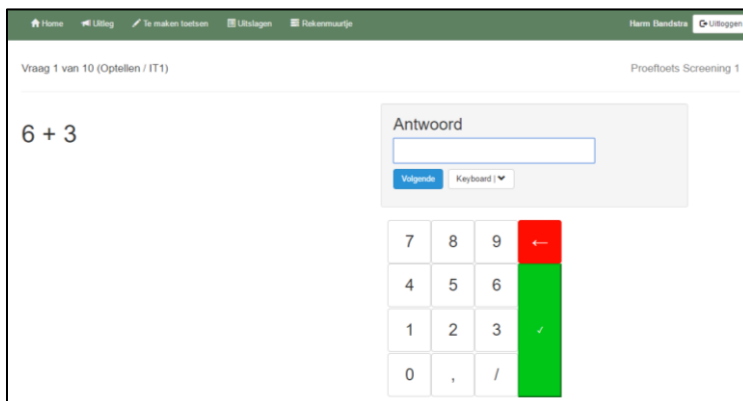 Home Uitleg Te maken toetsen Uitslagen Rekenmuurtje Harm Bandstra Uitloggen
Vraag 1 van 10 (Optellen / IT1) Proeftoets Screening 1
6 + 3
Antwoord
Volgende Keyboard |
7 8 9 ←
4 5 6
1 2 3 ✓
0 , /